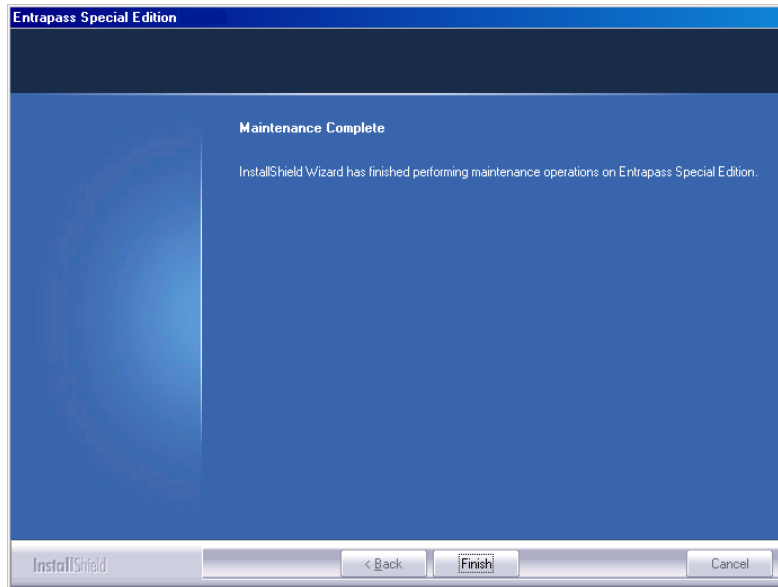 Entrapass Special Edition
Maintenance Complete
InstallShield Wizard has finished performing maintenance operations on Entrapass Special Edition.
InstallShield
< Back
Finish
Cancel